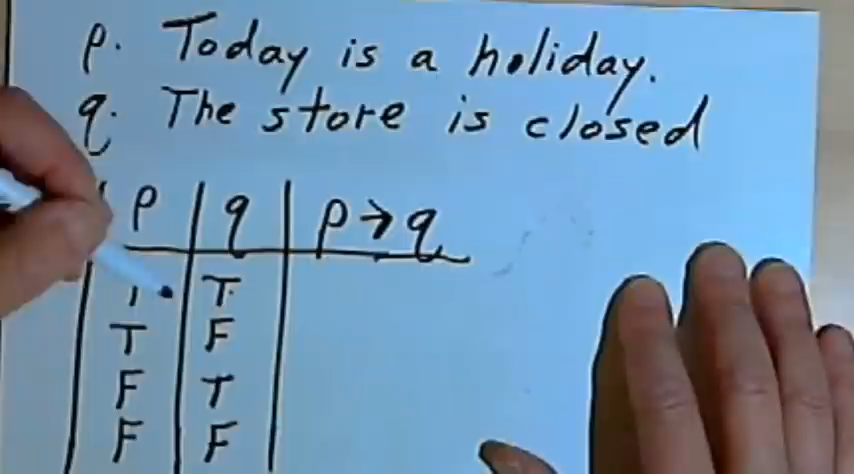 p. Today is a holiday.
q. The store is closed
p q p → q
T T
T F
F T
F F